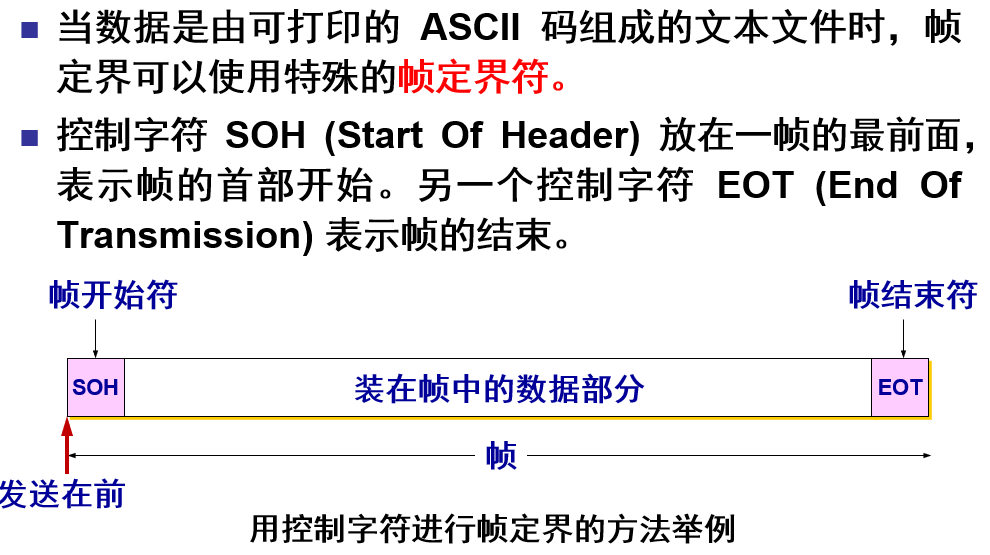 当数据是由可打印的 ASCII 码组成的文本文件时，帧
定界可以使用特殊的帧定界符。
控制字符 SOH (Start Of Header) 放在一帧的最前面，
表示帧的首部开始。另一个控制字符 EOT (End Of
Transmission) 表示帧的结束。
帧开始符 帧结束符
SOH 装在帧中的数据部分 EOT
帧
发送在前
用控制字符进行帧定界的方法举例